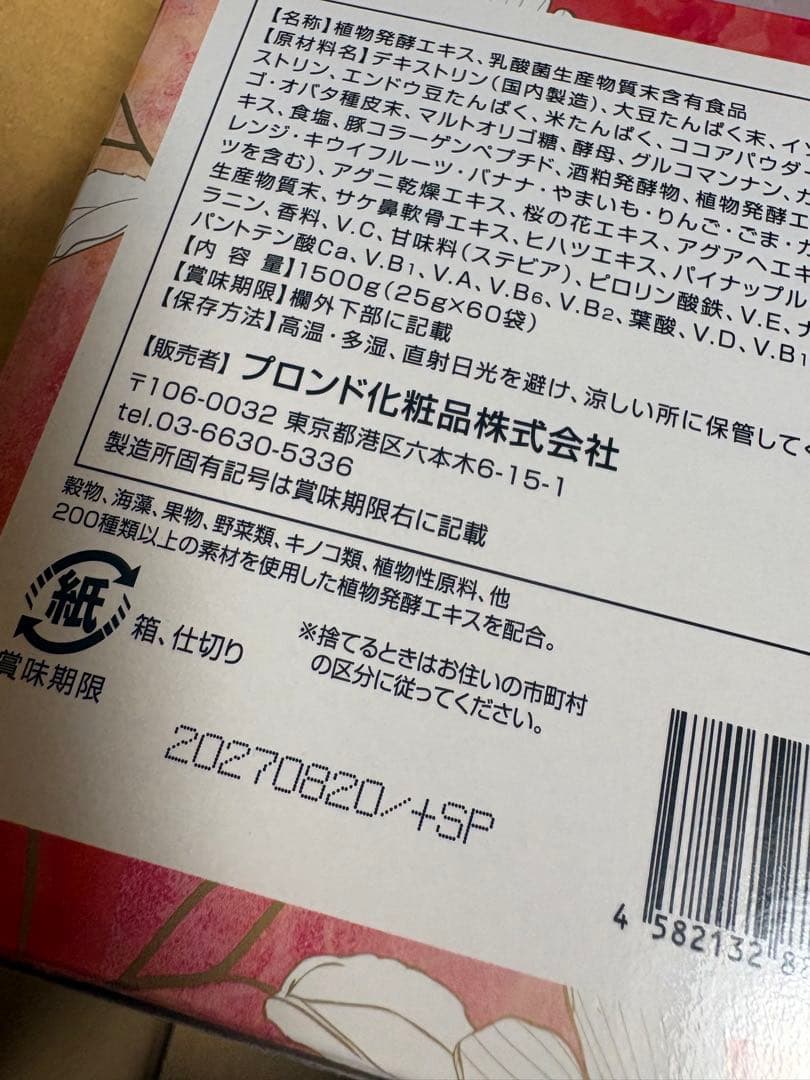 【名称】植物発酵エキス、乳酸菌生産物質末含有食品
【原材料名】デキストリン(国内製造)、大豆たんぱく末、イソ
ストリン、エンドウ豆たんぱく、米たんぱく、ココアパウダー
ゴ・オバタ種皮末、マルトオリゴ糖、酵母、グルコマンナン、ガ
キス、食塩、豚コラーゲンペプチド、酒粕発酵物、植物発酵エ
レンジ・キウイフルーツ・バナナ・やまいも・りんご・ごま・カ
ツを含む)、アグニ乾燥エキス、桜の花エキス、アグアヘエキ
生産物質末、サケ鼻軟骨エキス、ヒハツエキス、パイナップル
ラニン、香料、V.C、甘味料(ステビア)、ピロリン酸鉄、V.E、ナ
パントテン酸Ca、V.B1、V.A、V.B6、V.B2、葉酸、V.D、V.B1
【内容量】1500g(25g×60袋)
【賞味期限】欄外下部に記載
【保存方法】高温・多湿、直射日光を避け、涼しい所に保管して
【販売者】プロンド化粧品株式会社
〒106-0032 東京都港区六本木6-15-1
tel.03-6630-5336
製造所固有記号は賞味期限右に記載
穀物、海藻、果物、野菜類、キノコ類、植物性原料、他
200種類以上の素材を使用した植物発酵エキスを配合。
紙
箱、仕切り
※捨てるときはお住いの市町村
の区分に従ってください。
賞味期限
20270820/+SP
4 582132 8